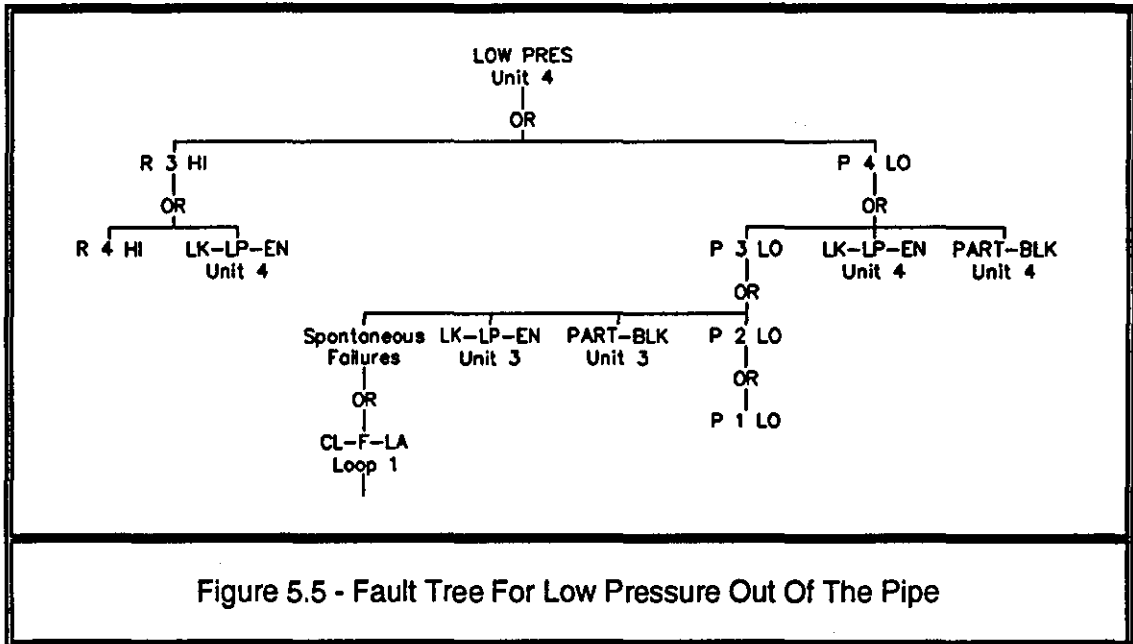 LOW PRES
Unit 4
OR
R 3 HI
P 4 LO
OR
OR
R 4 HI
LK-LP-EN
Unit 4
P 3 LO
LK-LP-EN
Unit 4
PART-BLK
Unit 4
OR
Spontaneous
Failures
LK-LP-EN
Unit 3
PART-BLK
Unit 3
P 2 LO
OR
OR
P 1 LO
CL-F-LA
Loop 1
Figure 5.5 - Fault Tree For Low Pressure Out Of The Pipe